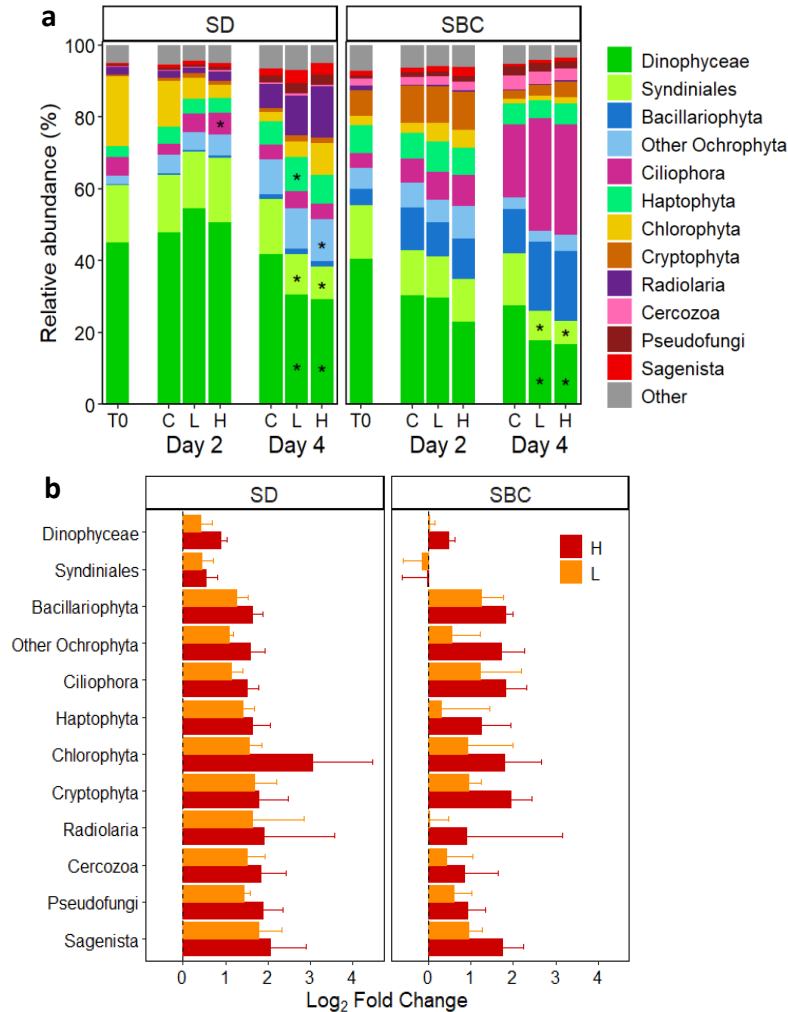 a
SD
SBC
Relative abundance (%)
100
80
60
40
20
0
*
*
*
*
*
*
*
*
*
*
*
T0
C
L
H
C
L
H
T0
C
L
H
C
L
H
Day 2
Day 4
Day 2
Day 4
Dinophyceae
Syndiniales
Bacillariophyta
Other Ochrophyta
Ciliophora
Haptophyta
Chlorophyta
Cryptophyta
Radiolaria
Cercozoa
Pseudofungi
Sagenista
Other
b
SD
SBC
Dinophyceae
Syndiniales
Bacillariophyta
Other Ochrophyta
Ciliophora
Haptophyta
Chlorophyta
Cryptophyta
Radiolaria
Cercozoa
Pseudofungi
Sagenista
H
L
0 1 2 3 4
0 1 2 3 4
Log₂ Fold Change